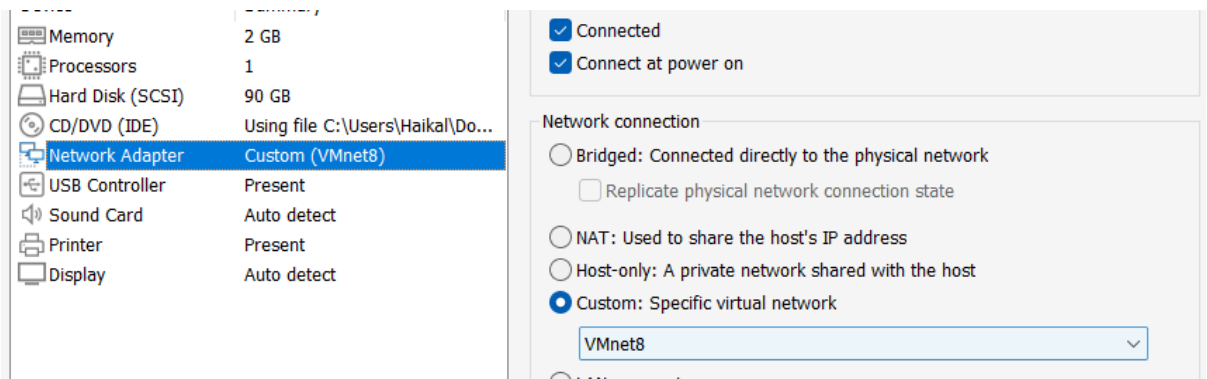 Memory 2 GB
Processors 1
Hard Disk (SCSI) 90 GB
CD/DVD (IDE) Using file C:\Users\Haikal\Do...
Network Adapter Custom (VMnet8)
USB Controller Present
Sound Card Auto detect
Printer Present
Display Auto detect
Connected
Connect at power on
Network connection
Bridged: Connected directly to the physical network
Replicate physical network connection state
NAT: Used to share the host's IP address
Host-only: A private network shared with the host
Custom: Specific virtual network
VMnet8